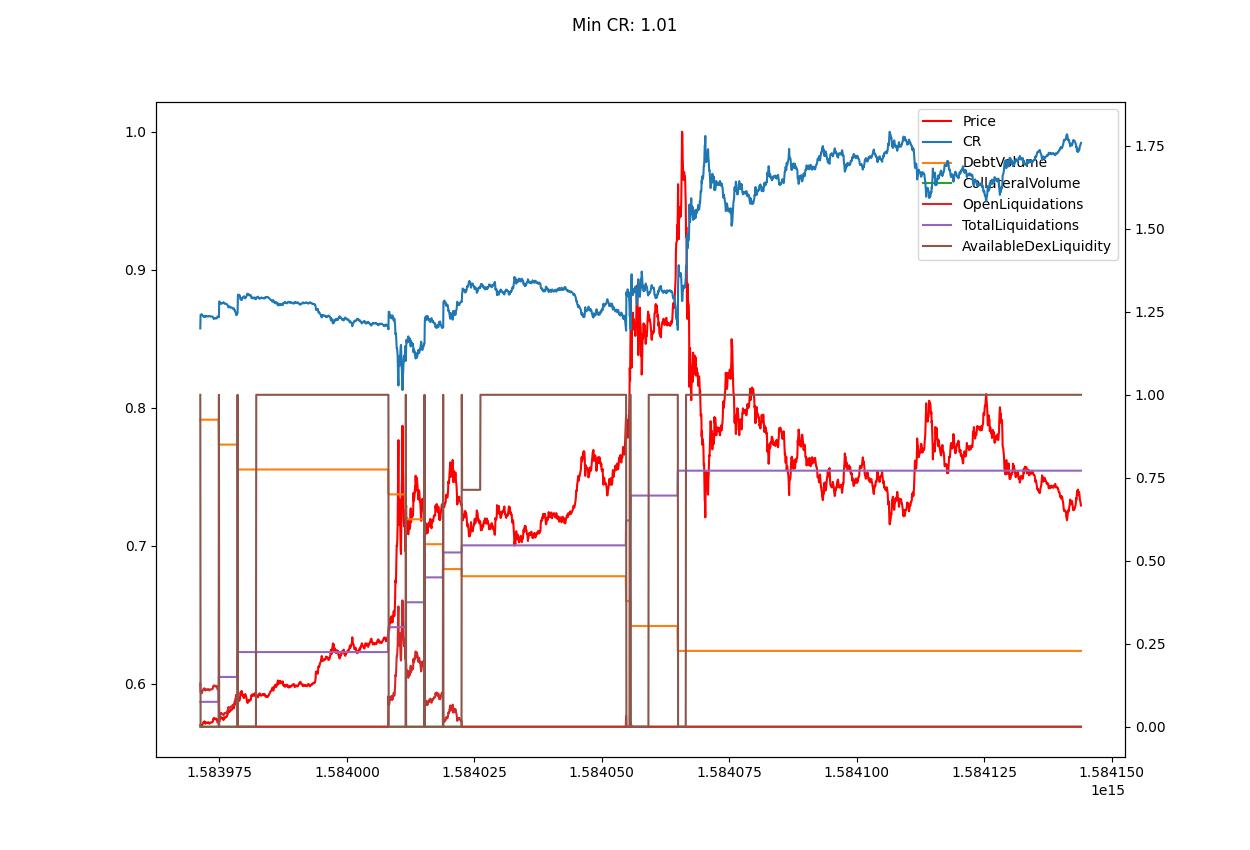 Min CR: 1.01
1.0
0.9
0.8
0.7
0.6
1.75
1.50
1.25
1.00
0.75
0.50
0.25
0.00
Price
CR
DebtVolume
CollateralVolume
OpenLiquidations
TotalLiquidations
AvailableDexLiquidity
1.583975 1.584000 1.584025 1.584050 1.584075 1.584100 1.584125 1.584150
1e15